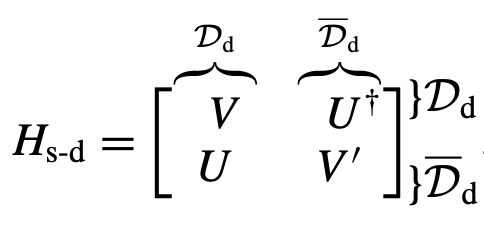 𝒟_d 𝒟̅_d
H_s-d = [ V U† ] }𝒟_d
[ U V′ ] }𝒟̅_d.